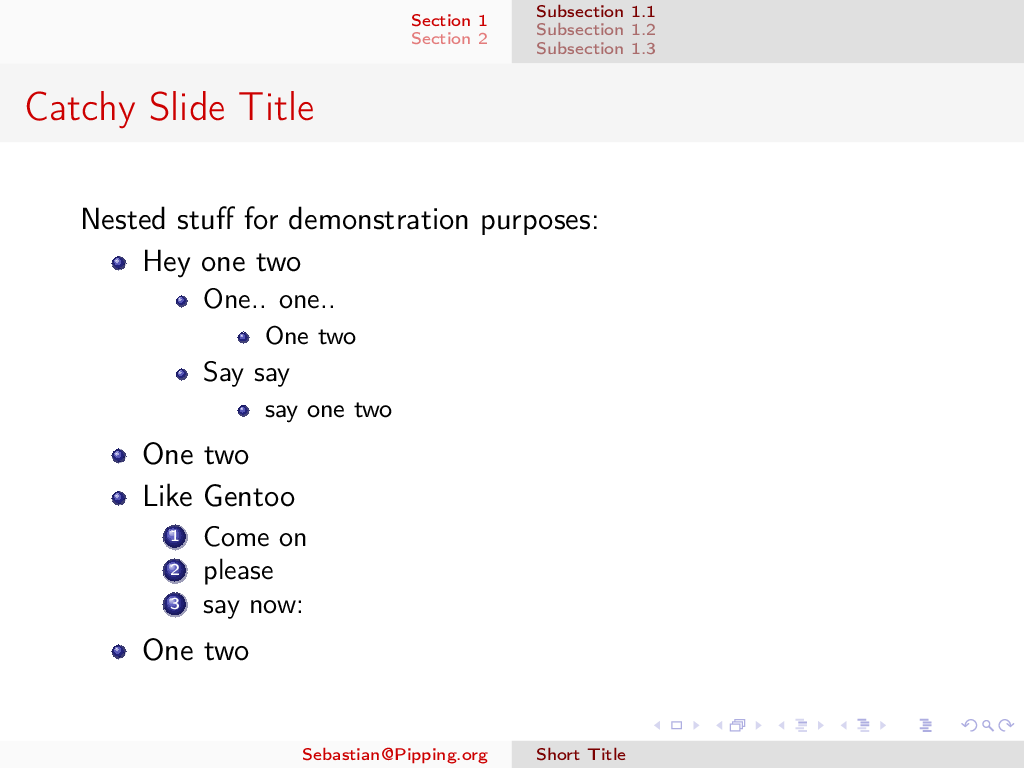 Section 1
Section 2
Subsection 1.1
Subsection 1.2
Subsection 1.3
Catchy Slide Title
Nested stuff for demonstration purposes:
Hey one two
One.. one..
One two
Say say
say one two
One two
Like Gentoo
1 Come on
2 please
3 say now:
One two
Sebastian@Pipping.org
Short Title